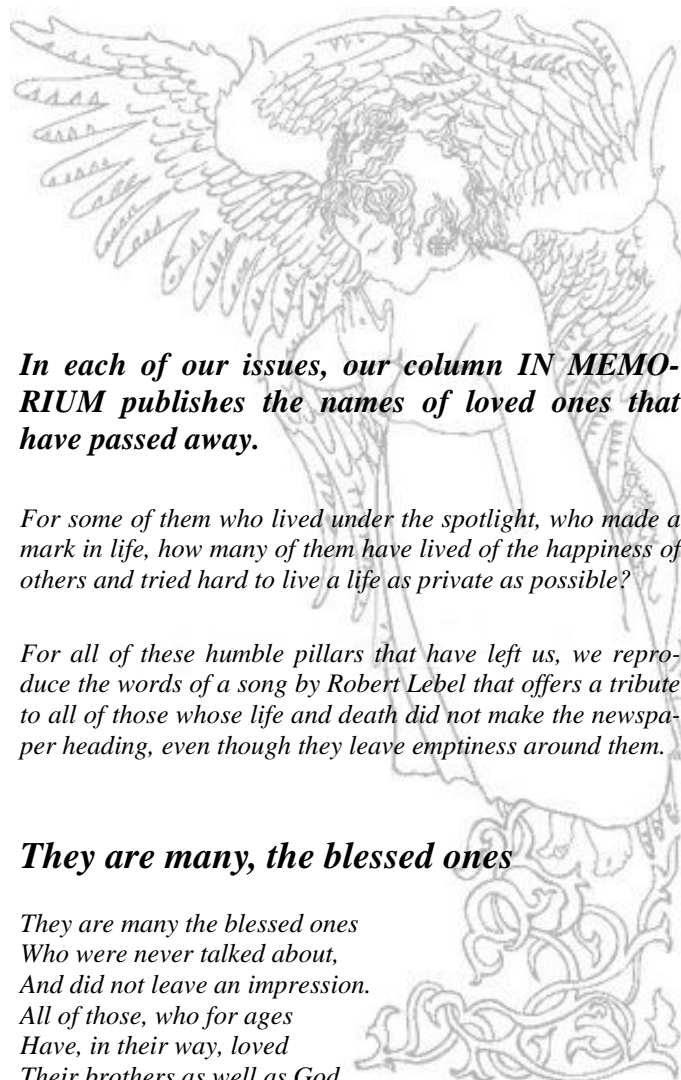 In each of our issues, our column IN MEMO-
RIUM publishes the names of loved ones that
have passed away.
For some of them who lived under the spotlight, who made a
mark in life, how many of them have lived of the happiness of
others and tried hard to live a life as private as possible?
For all of these humble pillars that have left us, we repro-
duce the words of a song by Robert Lebel that offers a tribute
to all of those whose life and death did not make the newspa-
per heading, even though they leave emptiness around them.
They are many, the blessed ones
They are many the blessed ones
Who were never talked about,
And did not leave an impression.
All of those, who for ages
Have, in their way, loved
Their brothers as well as God